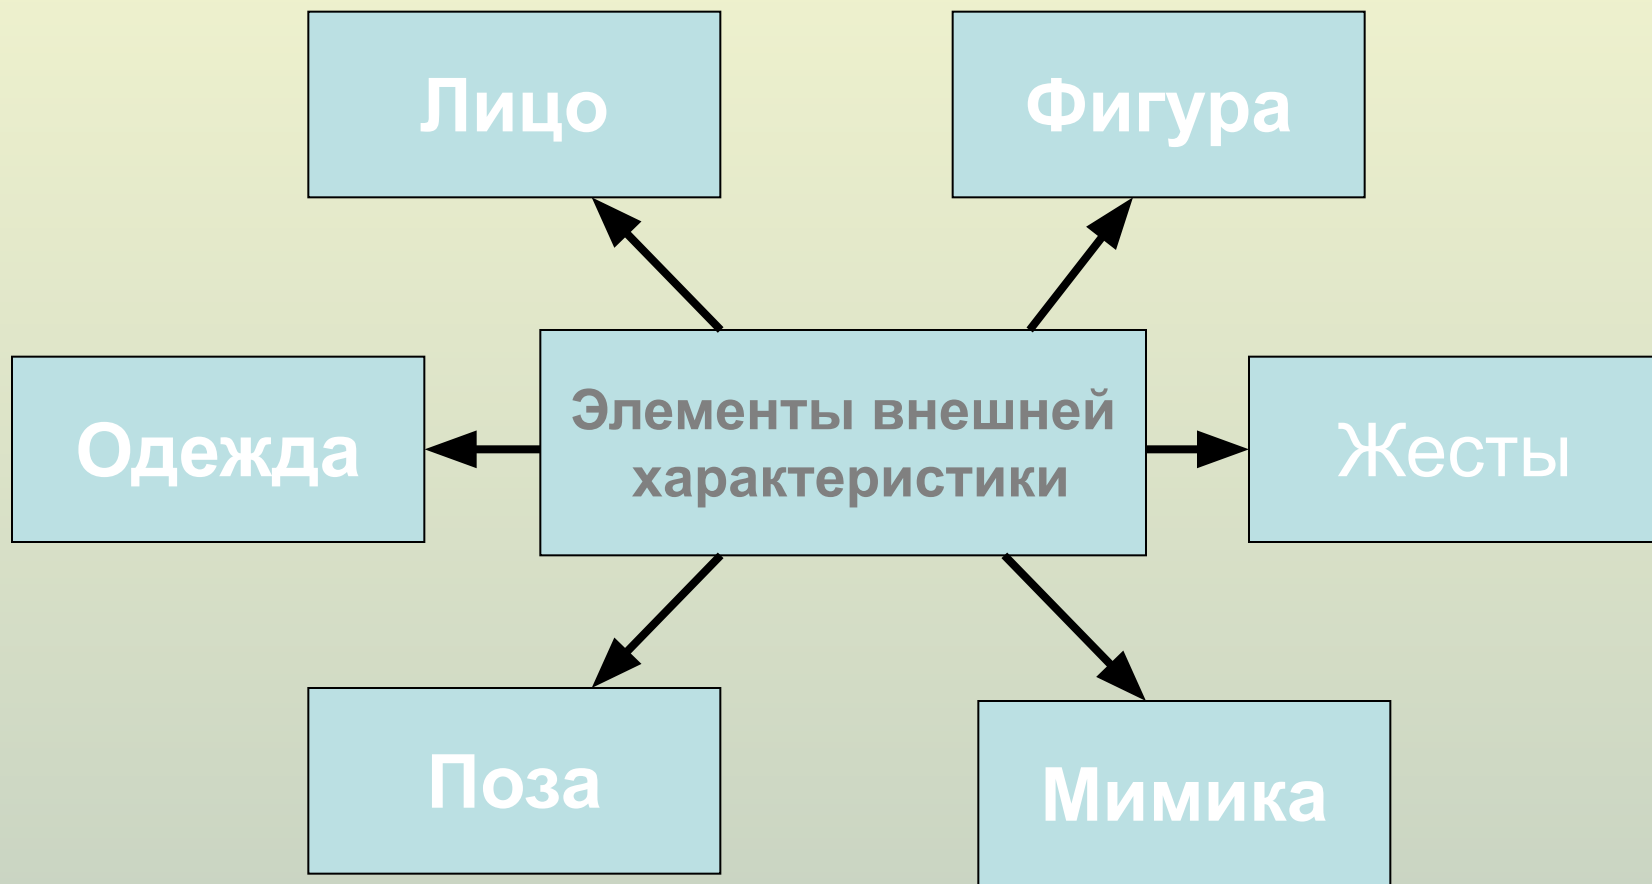 Лицо
Фигура
Одежда
Элементы внешней
характеристики
Жесты
Поза
Мимика